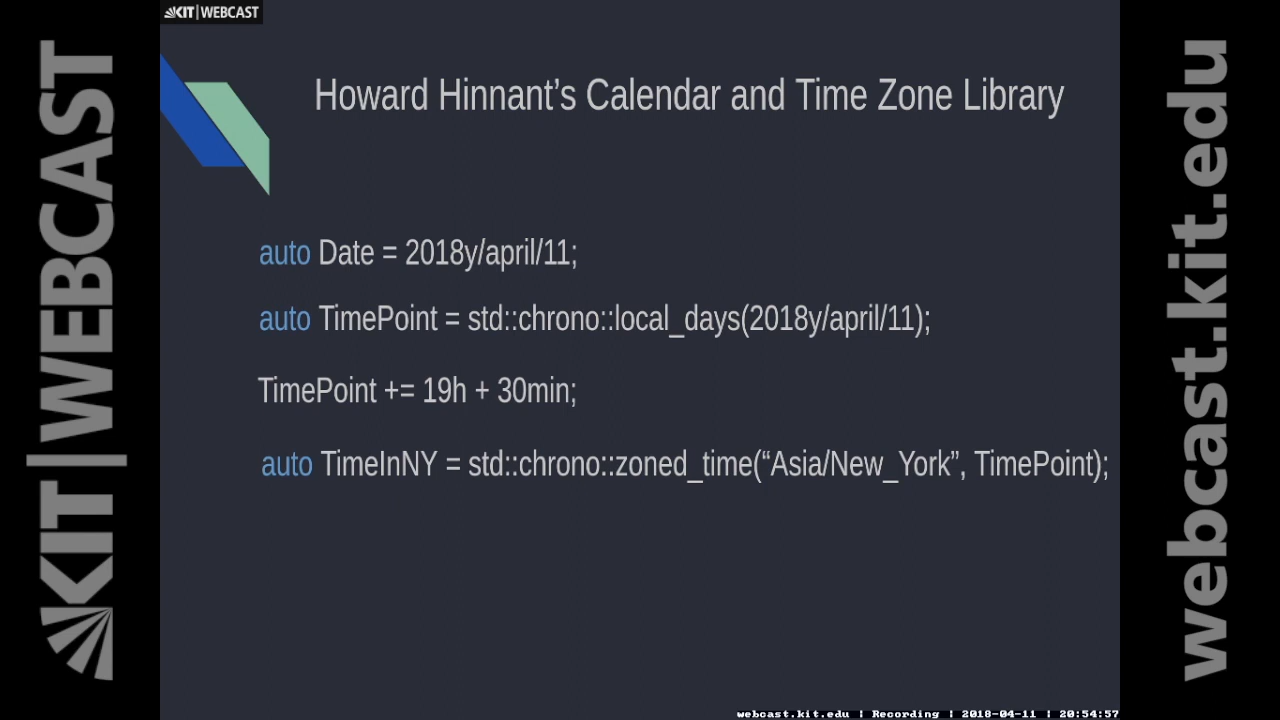 KIT|WEBCAST
KIT|WEBCAST
Howard Hinnant’s Calendar and Time Zone Library
auto Date = 2018y/april/11;
auto TimePoint = std::chrono::local_days(2018y/april/11);
TimePoint += 19h + 30min;
auto TimeInNY = std::chrono::zoned_time(“Asia/New_York”, TimePoint);
webcast.kit.edu
webcast.kit.edu | Recording | 2018-04-11 | 20:54:57